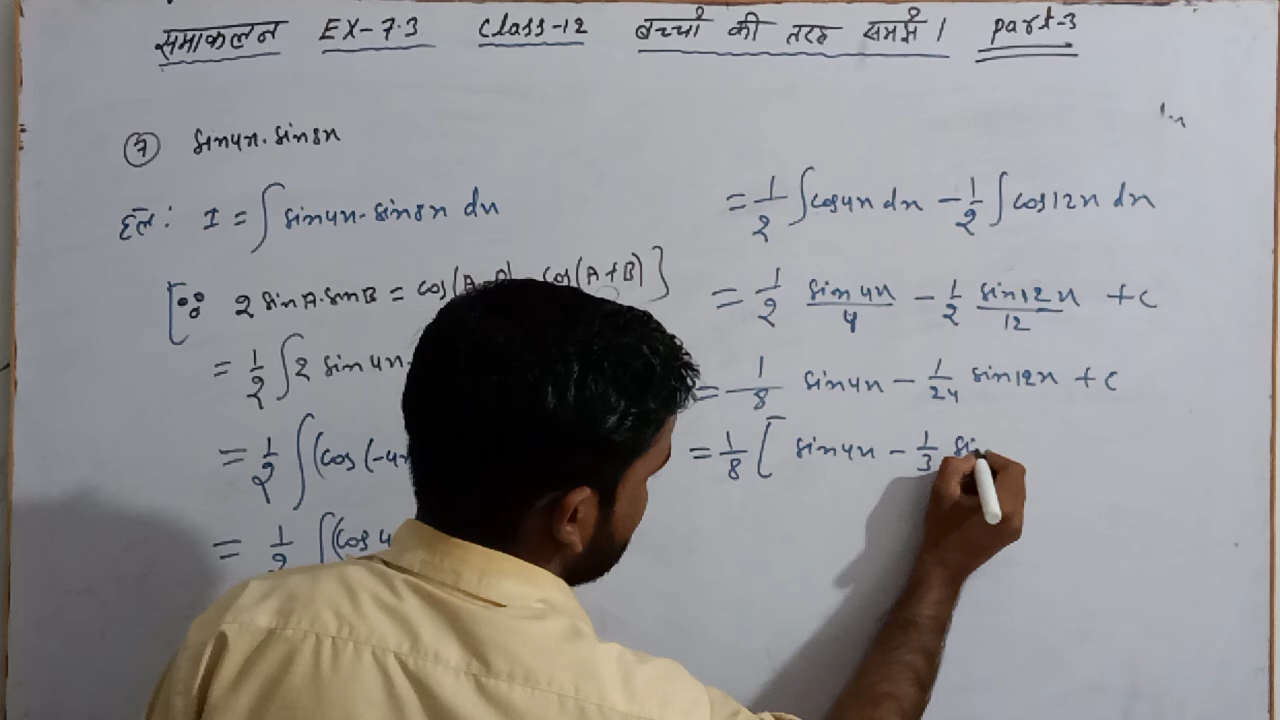 समाकलन EX-7.3 Class-12 बच्चों की तरह समझें । part-3
⑦ sin4x. sin8x
हल: I = ∫ sin4x. sin8x dx
[∵ 2 sinA. sinB = cos(A-B) - cos(A+B)]
= 1/2 ∫ 2 sin4x.
= 1/2 ∫ (cos(-4x
= 1/2 ∫ (cos 4
= 1/2 ∫ cos4x dx - 1/2 ∫ cos12x dx
= 1/2 sin4x/4 - 1/2 sin12x/12 + c
= 1/8 sin4x - 1/24 sin12x + c
= 1/8 [ sin4x - 1/3 si